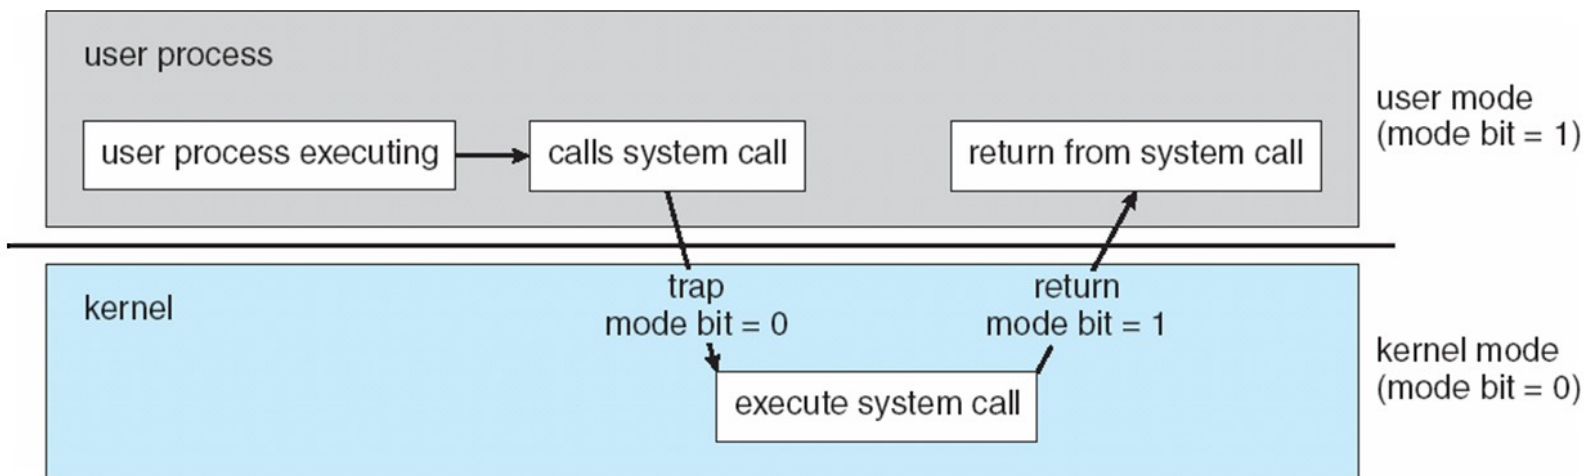 user process
user process executing
calls system call
return from system call
user mode
(mode bit = 1)
kernel
trap
mode bit = 0
return
mode bit = 1
execute system call
kernel mode
(mode bit = 0)